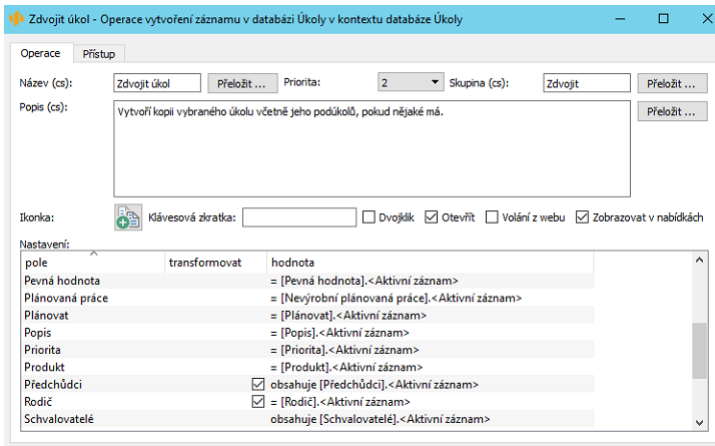 Zdvojit úkol - Operace vytvoření záznamu v databázi Úkoly v kontextu databáze Úkoly
Operace Přístup
Název (cs): Zdvojit úkol Přeložit ... Priorita: 2 Skupina (cs): Zdvojit Přeložit ...
Popis (cs): Vytvoří kopii vybraného úkolu včetně jeho podúkolů, pokud nějaké má. Přeložit ...
Ikonka: Klávesová zkratka: Dvojklik Otevřít Volání z webu Zobrazovat v nabídkách
Nastavení:
pole transformovat hodnota
Pevná hodnota = [Pevná hodnota].<Aktivní záznam>
Plánovaná práce = [Nevýrobní plánovaná práce].<Aktivní záznam>
Plánovat = [Plánovat].<Aktivní záznam>
Popis = [Popis].<Aktivní záznam>
Priorita = [Priorita].<Aktivní záznam>
Produkt = [Produkt].<Aktivní záznam>
Předchůdci obsahuje [Předchůdci].<Aktivní záznam>
Rodič = [Rodič].<Aktivní záznam>
Schvalovatelé obsahuje [Schvalovatelé].<Aktivní záznam>